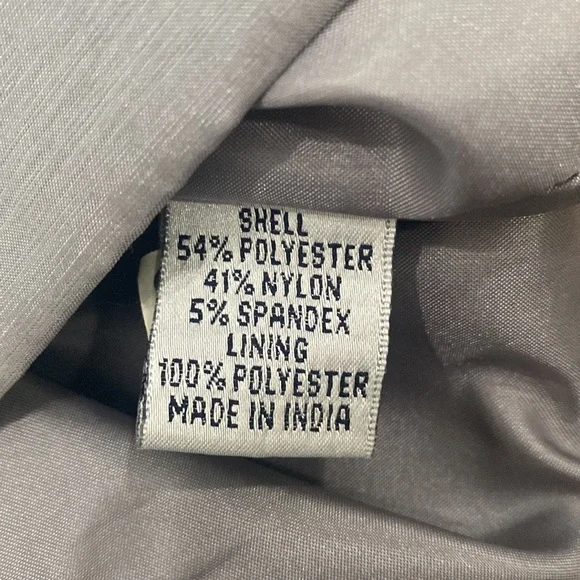 SHELL
54% POLYESTER
41% NYLON
5% SPANDEX
LINING
100% POLYESTER
MADE IN INDIA